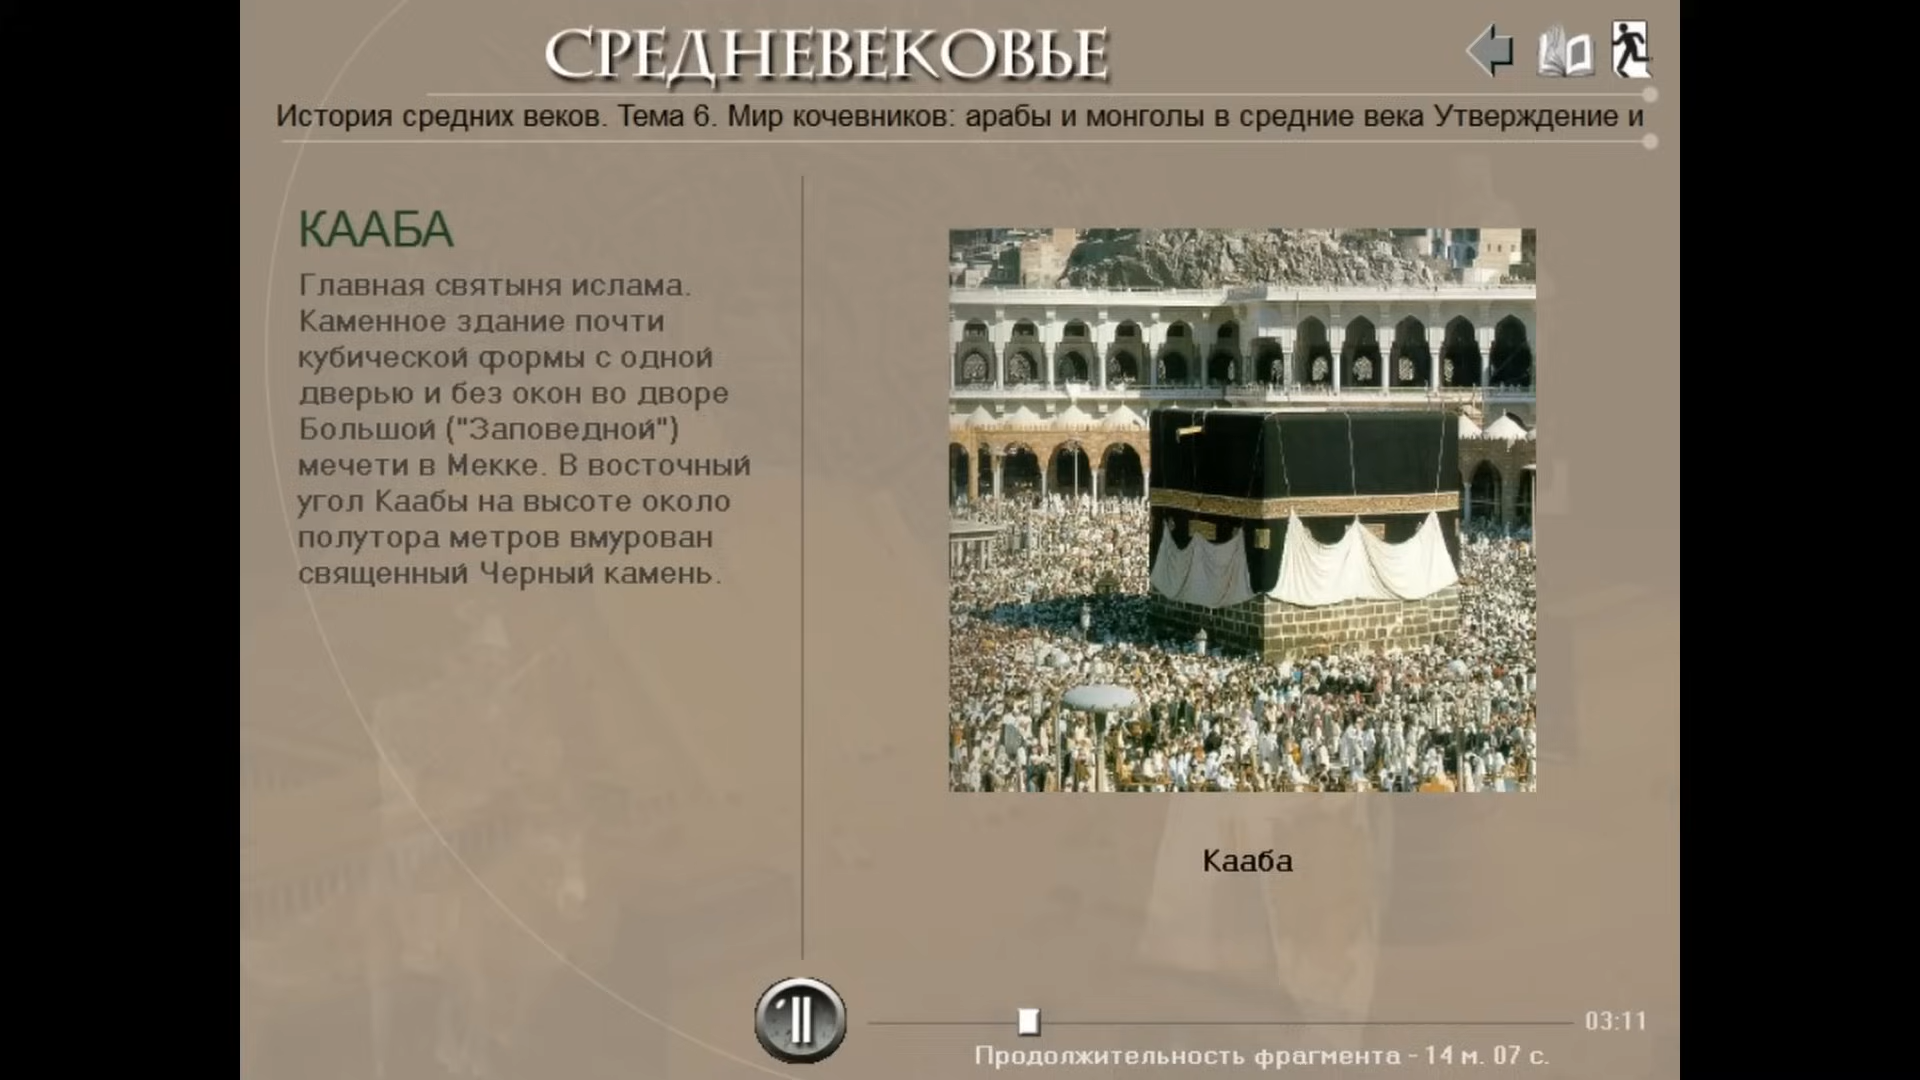 СРЕДНЕВЕКОВЬЕ
История средних веков. Тема 6. Мир кочевников: арабы и монголы в средние века Утверждение и
КААБА
Главная святыня ислама.
Каменное здание почти
кубической формы с одной
дверью и без окон во дворе
Большой ("Заповедной")
мечети в Мекке. В восточный
угол Каабы на высоте около
полутора метров вмурован
священный Черный камень.
Кааба
03:11
Продолжительность фрагмента - 14 м. 07 с.